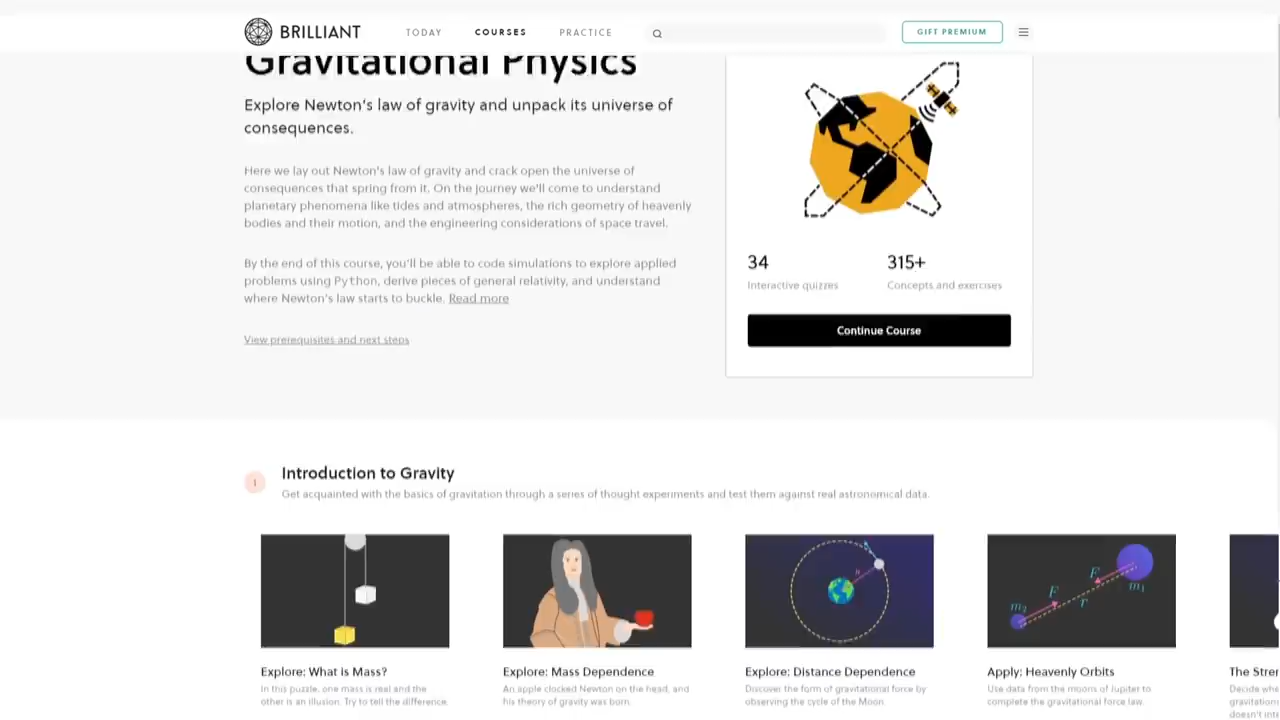 BRILLIANT
TODAY
COURSES
PRACTICE
GIFT PREMIUM
Gravitational Physics
Explore Newton's law of gravity and unpack its universe of
consequences.
Here we lay out Newton's law of gravity and crack open the universe of
consequences that spring from it. On the journey we'll come to understand
planetary phenomena like tides and atmospheres, the rich geometry of heavenly
bodies and their motion, and the engineering considerations of space travel.
By the end of this course, you'll be able to code simulations to explore applied
problems using Python, derive pieces of general relativity, and understand
where Newton's law starts to buckle. Read more
View prerequisites and next steps
34
Interactive quizzes
315+
Concepts and exercises
Continue Course
1
Introduction to Gravity
Get acquainted with the basics of gravitation through a series of thought experiments and test them against real astronomical data.
F
m₁
F
m₂
r
Explore: What is Mass?
In this puzzle, one mass is real and the
other is an illusion. Try to tell the difference.
Explore: Mass Dependence
An apple clocked Newton on the head, and
his theory of gravity was born.
Explore: Distance Dependence
Discover the form of gravitational force by
observing the cycle of the Moon.
Apply: Heavenly Orbits
Use data from the moons of Jupiter to
complete the gravitational force law.
The Stren
Decide whe
gravitation
doesn't int